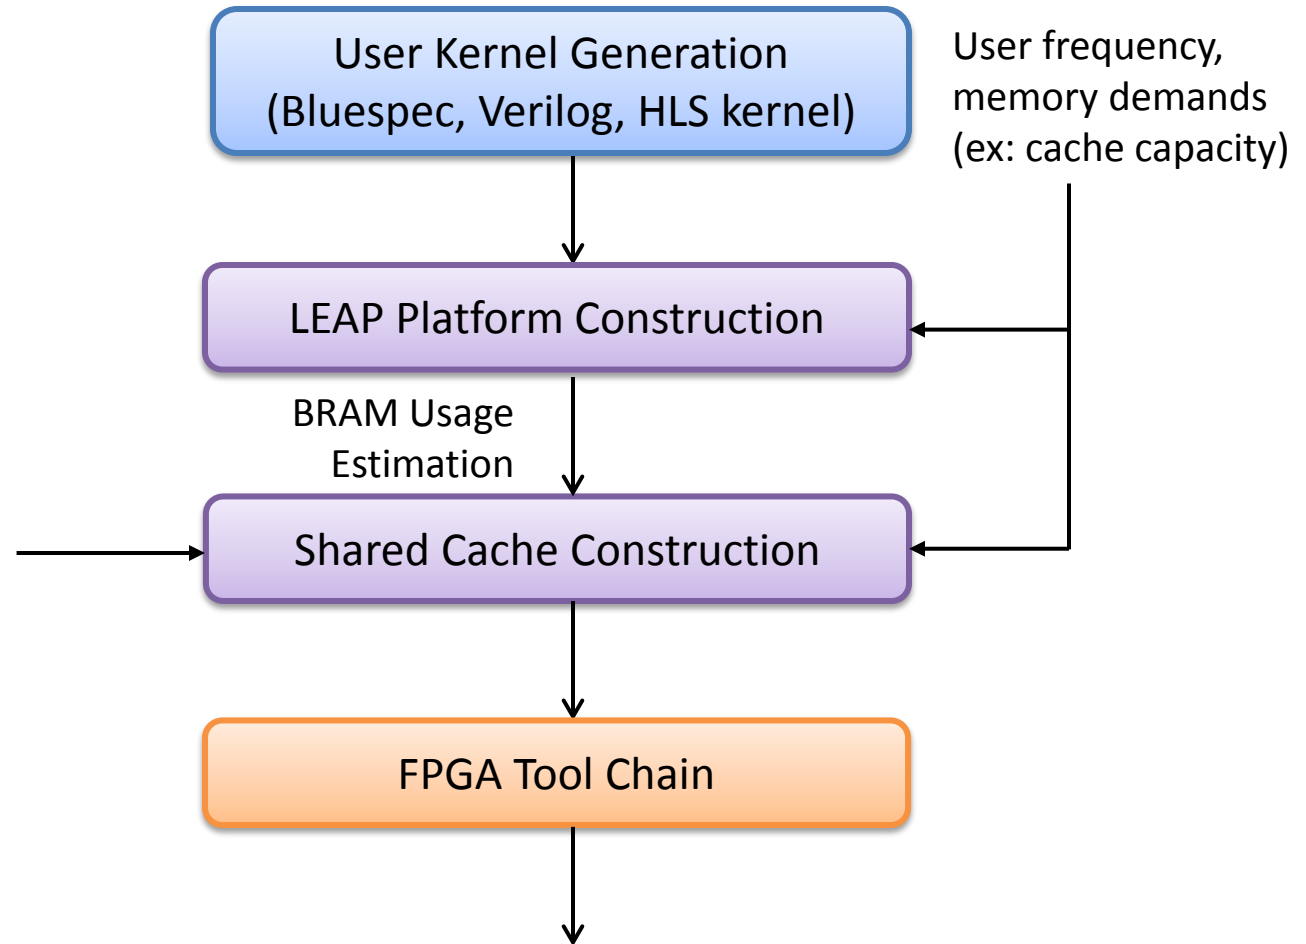 User Kernel Generation
(Bluespec, Verilog, HLS kernel)
User frequency,
memory demands
(ex: cache capacity)
LEAP Platform Construction
BRAM Usage
Estimation
Shared Cache Construction
FPGA Tool Chain